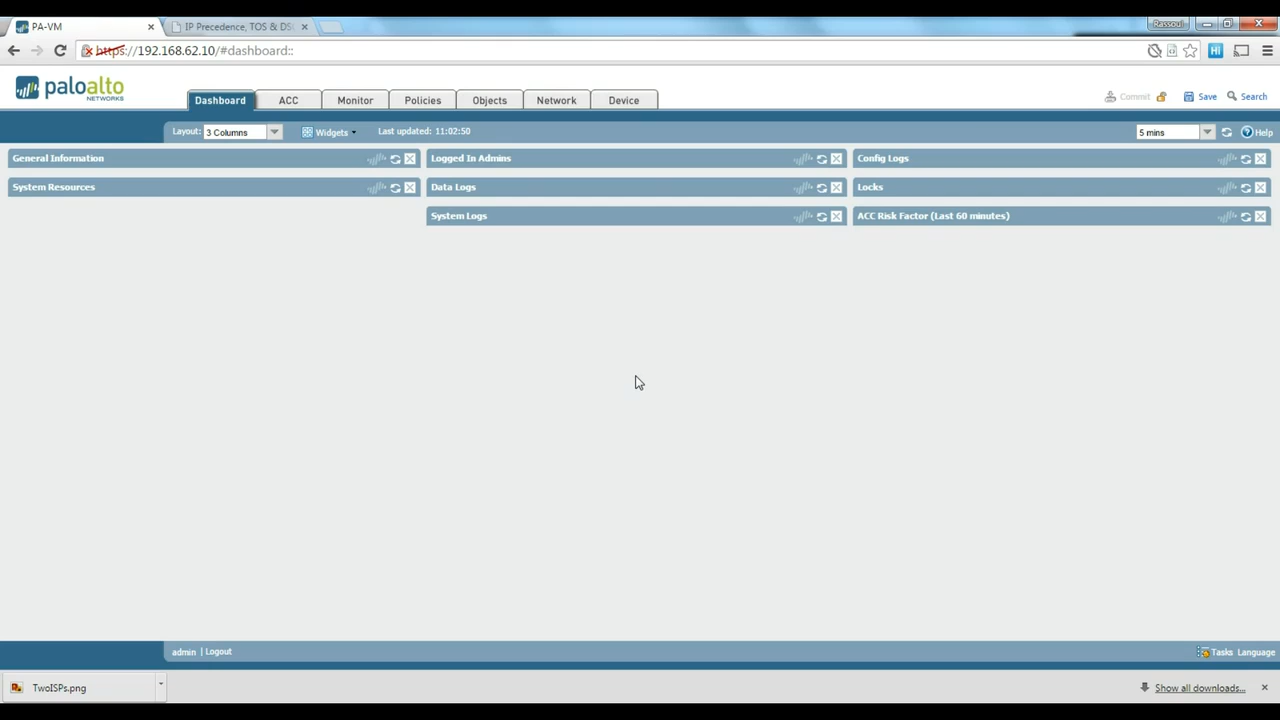 PA-VM
IP Precedence, TOS & DS
Rassoul
https://192.168.62.10/#dashboard::
Hi
paloalto
NETWORKS
Dashboard
ACC
Monitor
Policies
Objects
Network
Device
Commit
Save
Search
Layout: 3 Columns
Widgets
Last updated: 11:02:50
5 mins
Help
General Information
Logged In Admins
Config Logs
System Resources
Data Logs
Locks
System Logs
ACC Risk Factor (Last 60 minutes)
admin | Logout
Tasks Language
TwoISPs.png
Show all downloads...